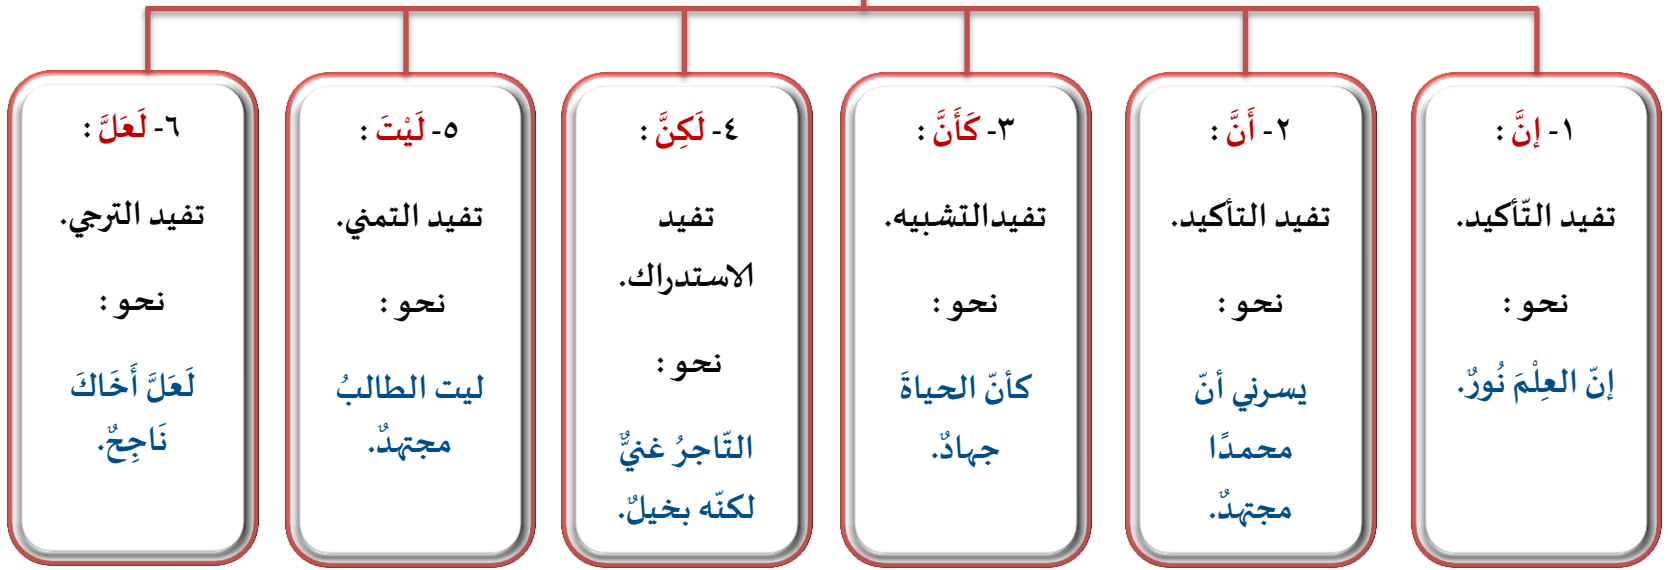 ١- إنَّ :
تفيد التّأكيد.
نحو :
إنّ العِلْمَ نُورٌ.
٢- أَنَّ :
تفيد التأكيد.
نحو :
يسرني أنّ
محمدًا
مجتهدٌ.
٣- كَأَنَّ :
تفيدالتشبيه.
نحو :
كأنّ الحياةَ
جهادٌ.
٤- لَكِنَّ :
تفيد
الاستدراك.
نحو :
التّاجرُ غنيٌّ
لكنّه بخيلٌ.
٥- لَيْتَ :
تفيد التمني.
نحو :
ليت الطالبُ
مجتهدٌ.
٦- لَعَلَّ :
تفيد الترجي.
نحو :
لَعَلَّ أَخَاكَ
نَاجِحٌ.